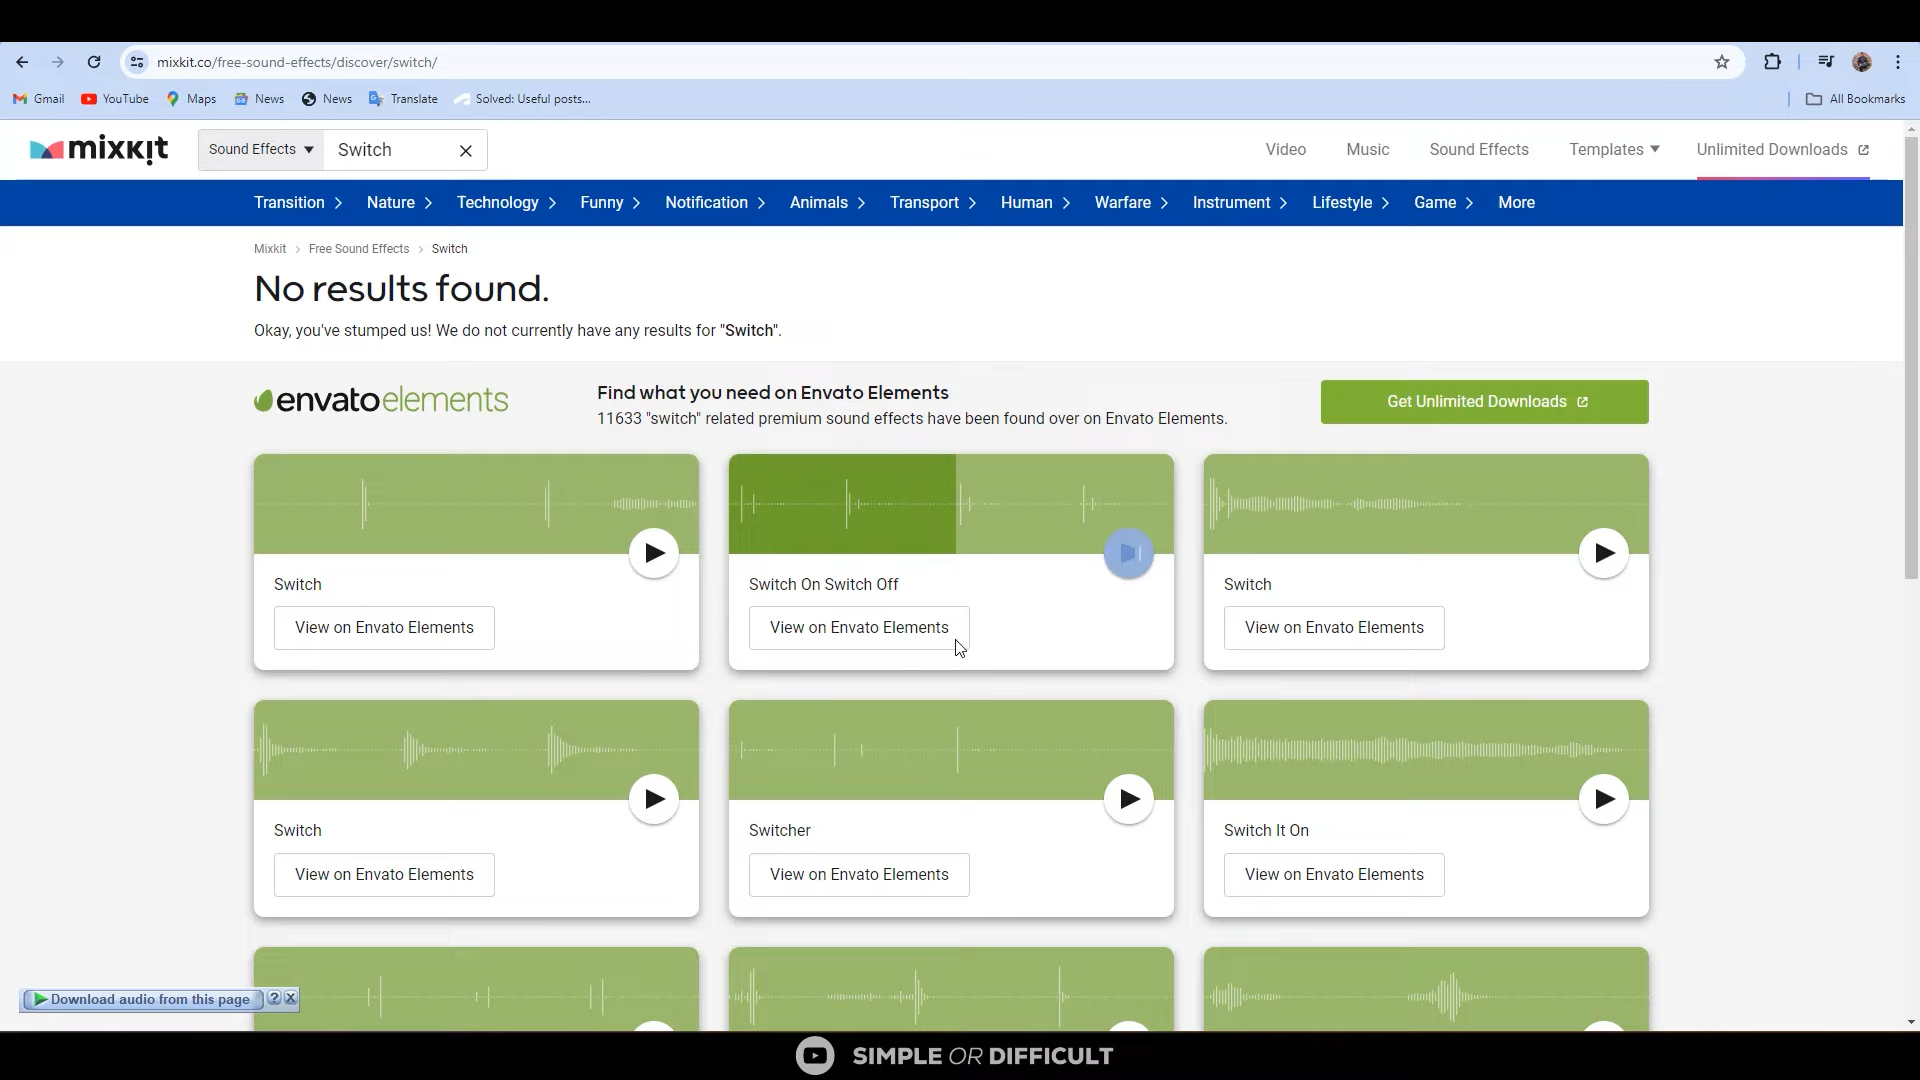 mixkit.co/free-sound-effects/discover/switch/
Gmail YouTube Maps News News Translate Solved: Useful posts... All Bookmarks
mixkit Sound Effects Switch Video Music Sound Effects Templates Unlimited Downloads
Transition Nature Technology Funny Notification Animals Transport Human Warfare Instrument Lifestyle Game More
Mixkit > Free Sound Effects > Switch
No results found.
Okay, you've stumped us! We do not currently have any results for "Switch".
envato elements
Find what you need on Envato Elements
11633 "switch" related premium sound effects have been found over on Envato Elements.
Get Unlimited Downloads
Switch
View on Envato Elements
Switch On Switch Off
View on Envato Elements
Switch
View on Envato Elements
Switch
View on Envato Elements
Switcher
View on Envato Elements
Switch It On
View on Envato Elements
Download audio from this page ? X
SIMPLE OR DIFFICULT